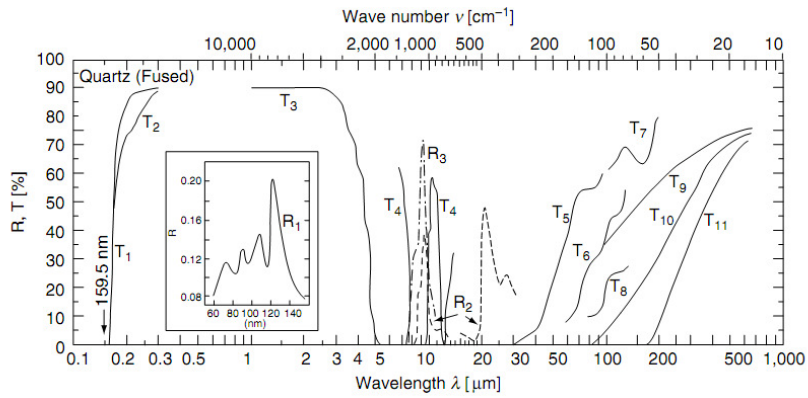 Wave number ν [cm⁻¹]
10,000 2,000 1,000 500 200 100 50 20 10
Quartz (Fused)
R, T [%]
100
90
80
70
60
50
40
30
20
10
0
T₁
T₂
T₃
T₄
R₃
T₄
R₂
T₅
T₆
T₇
T₈
T₉
T₁₀
T₁₁
159.5 nm
R
0.20
0.16
0.12
0.08
R₁
60 80 100 120 160
(nm)
0.1 0.2 0.3 0.5 1 2 3 4 5 10 20 30 50 100 200 500 1,000
Wavelength λ [μm]